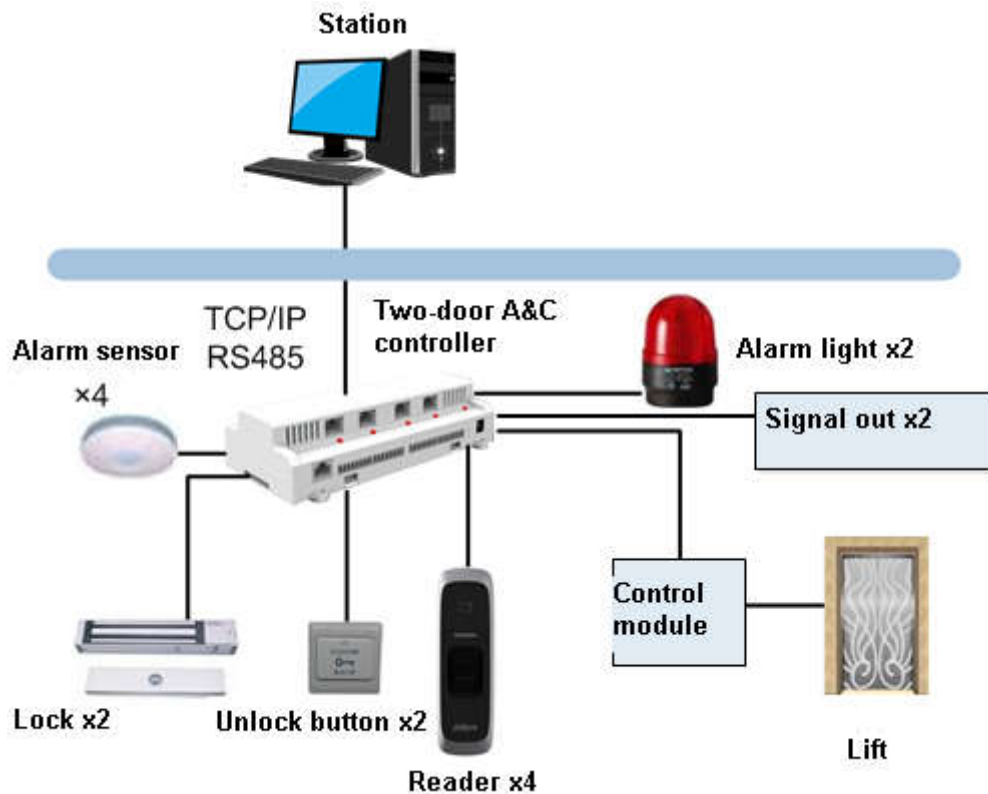 Station
TCP/IP
RS485
Two-door A&C
controller
Alarm sensor
×4
Alarm light x2
Signal out x2
Control
module
Lock x2
Unlock button x2
Reader x4
Lift